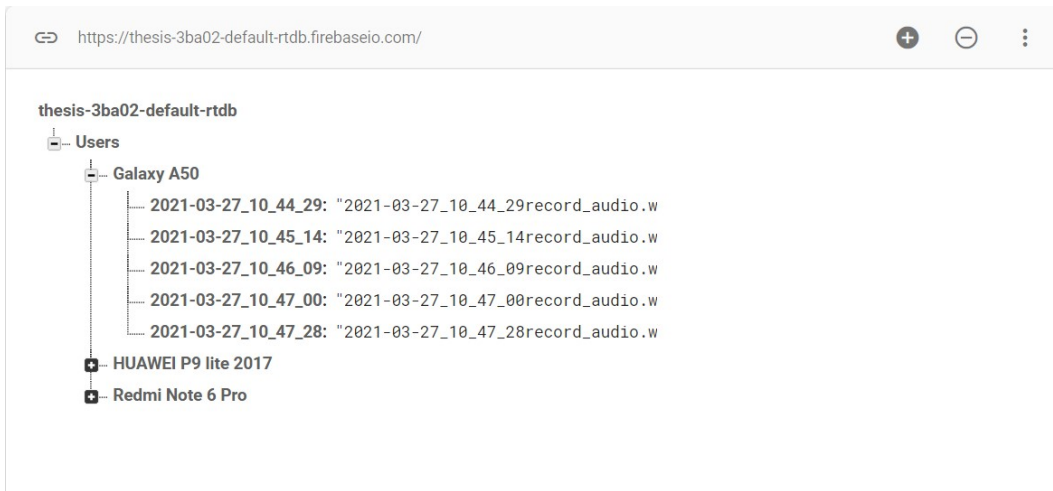 https://thesis-3ba02-default-rtdb.firebaseio.com/
thesis-3ba02-default-rtdb
Users
Galaxy A50
2021-03-27_10_44_29: "2021-03-27_10_44_29record_audio.w
2021-03-27_10_45_14: "2021-03-27_10_45_14record_audio.w
2021-03-27_10_46_09: "2021-03-27_10_46_09record_audio.w
2021-03-27_10_47_00: "2021-03-27_10_47_00record_audio.w
2021-03-27_10_47_28: "2021-03-27_10_47_28record_audio.w
HUAWEI P9 lite 2017
Redmi Note 6 Pro